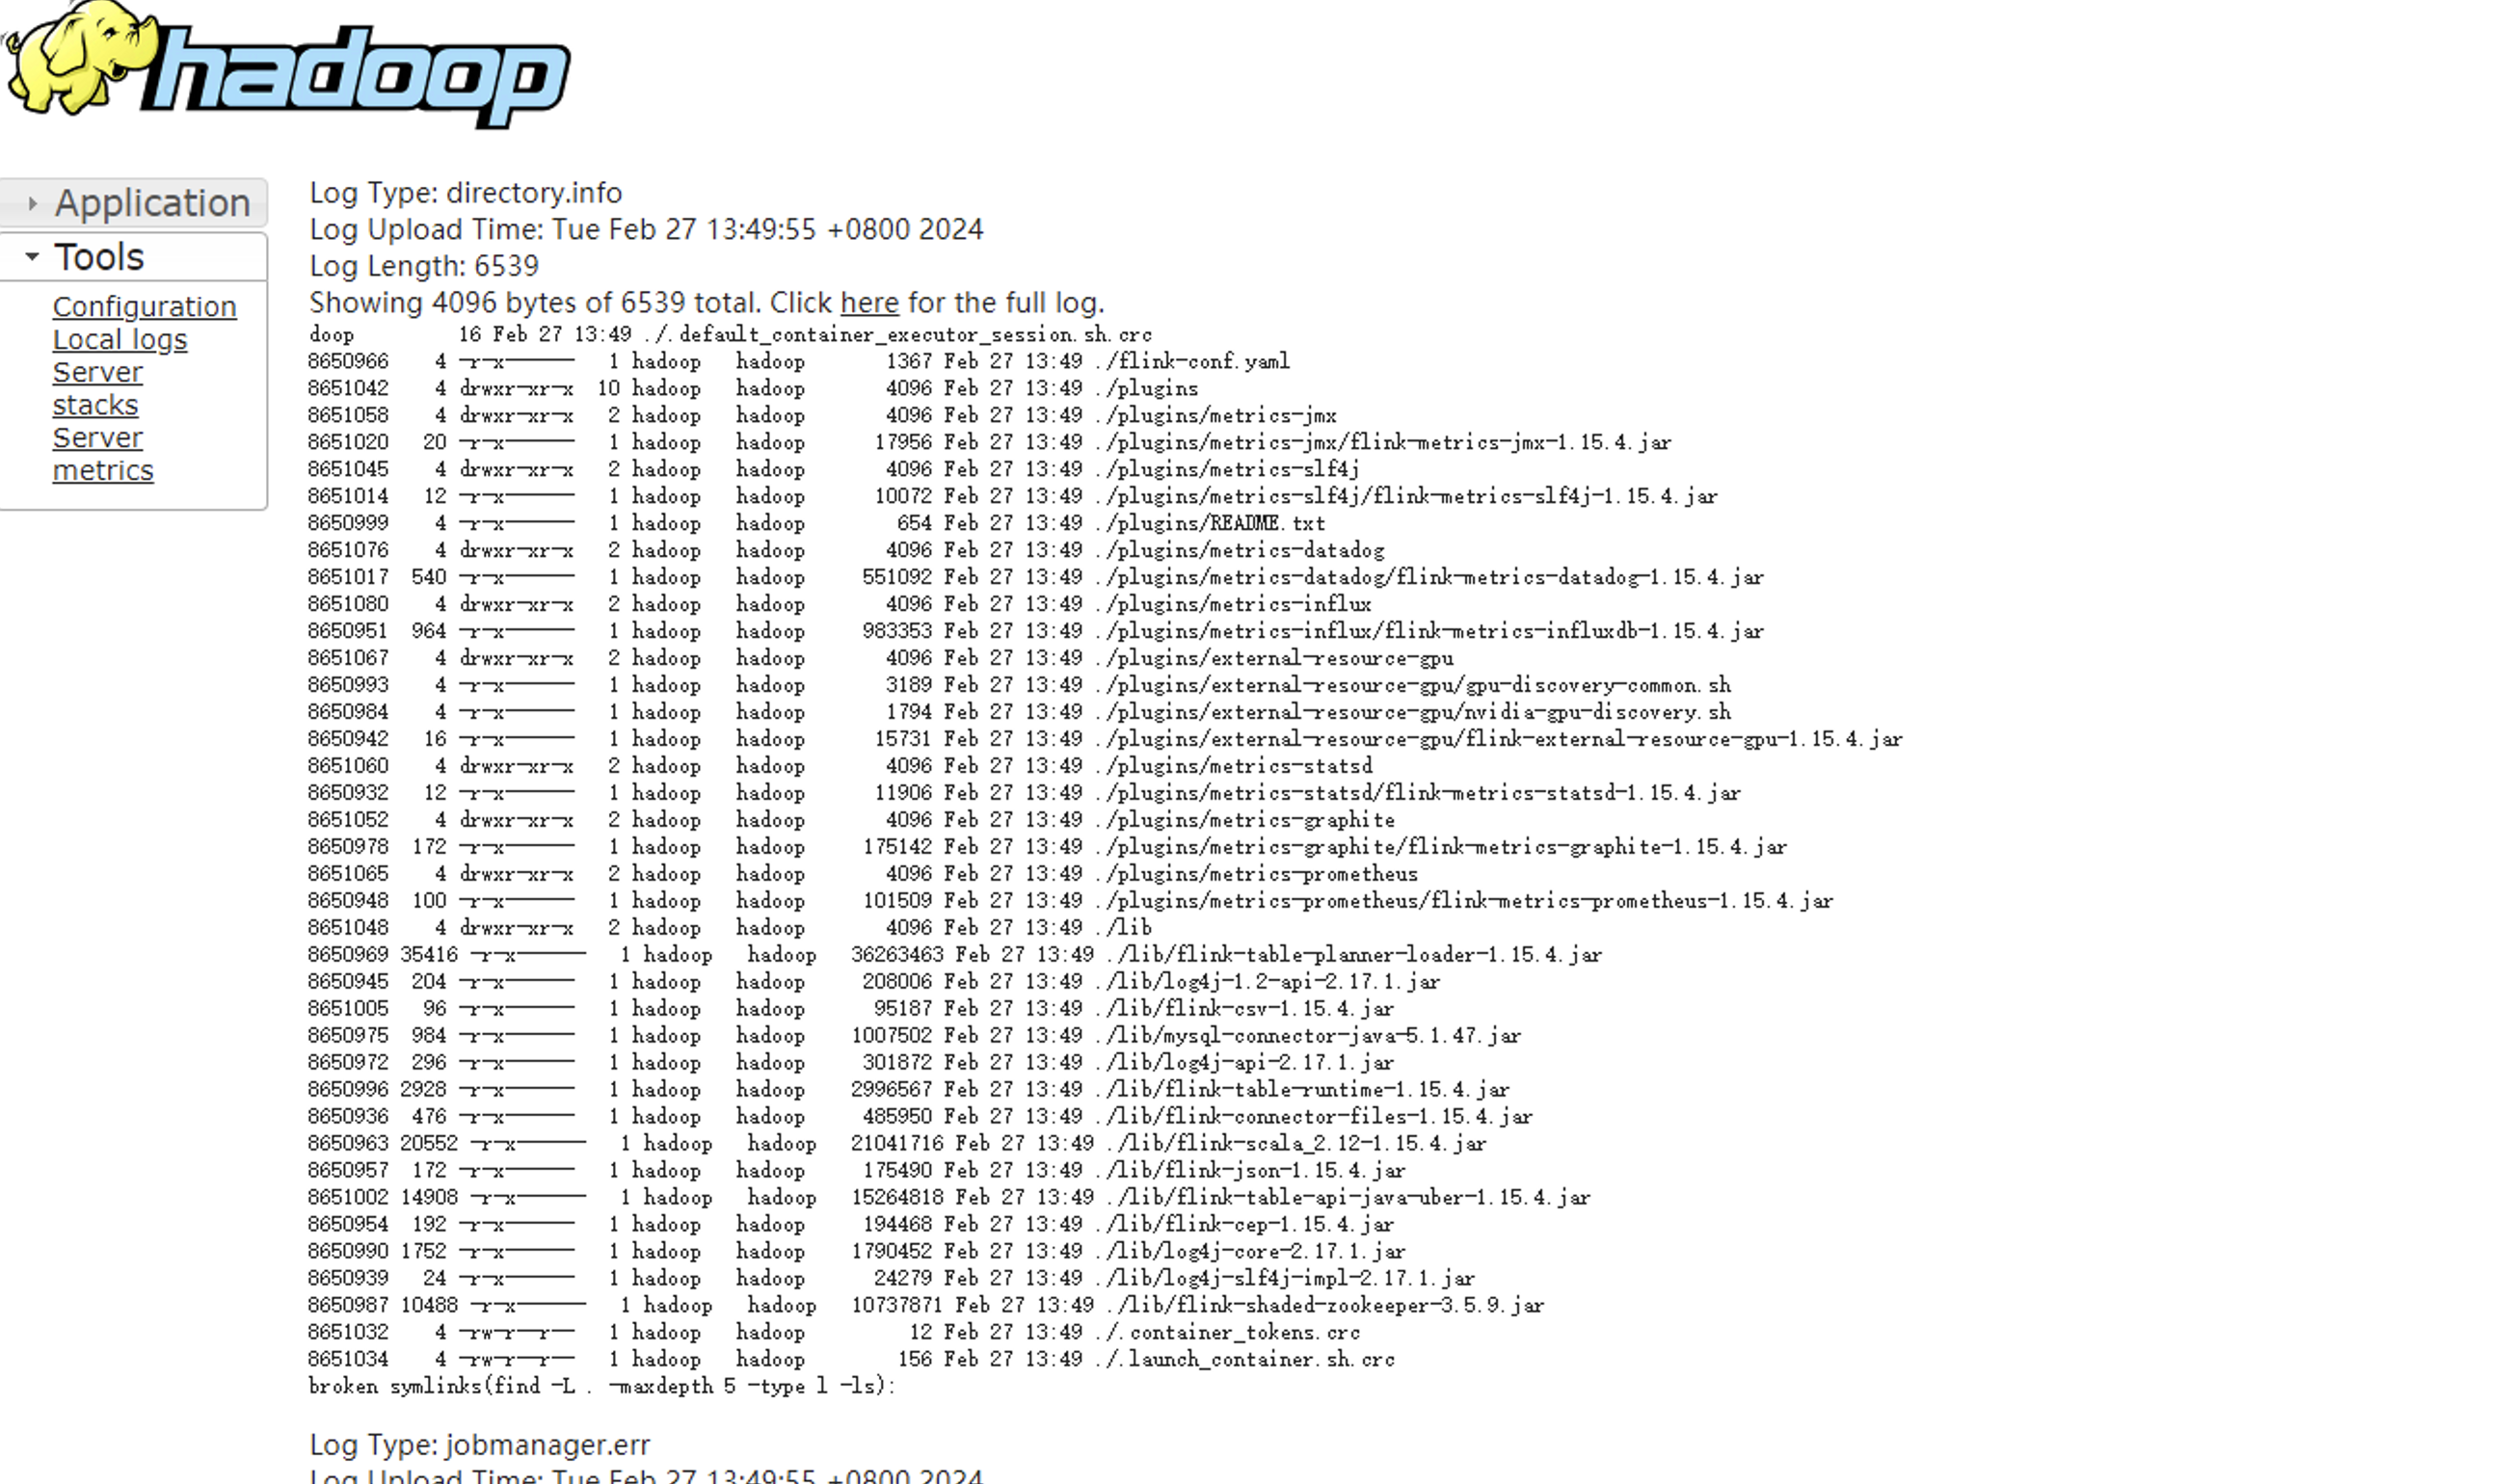 hadoop
Application
Tools
Configuration
Local logs
Server
stacks
Server
metrics
Log Type: directory.info
Log Upload Time: Tue Feb 27 13:49:55 +0800 2024
Log Length: 6539
Showing 4096 bytes of 6539 total. Click here for the full log.
doop         16 Feb 27 13:49 ./.default_container_executor_session.sh.crc
8650966    4 -r-x------   1 hadoop   hadoop       1367 Feb 27 13:49 ./flink-conf.yaml
8651042    4 drwxr-xr-x  10 hadoop   hadoop       4096 Feb 27 13:49 ./plugins
8651058    4 drwxr-xr-x   2 hadoop   hadoop       4096 Feb 27 13:49 ./plugins/metrics-jmx
8651020   20 -r-x------   1 hadoop   hadoop      17956 Feb 27 13:49 ./plugins/metrics-jmx/flink-metrics-jmx-1.15.4.jar
8651045    4 drwxr-xr-x   2 hadoop   hadoop       4096 Feb 27 13:49 ./plugins/metrics-slf4j
8651014   12 -r-x------   1 hadoop   hadoop      10072 Feb 27 13:49 ./plugins/metrics-slf4j/flink-metrics-slf4j-1.15.4.jar
8650999    4 -r-x------   1 hadoop   hadoop        654 Feb 27 13:49 ./plugins/README.txt
8651076    4 drwxr-xr-x   2 hadoop   hadoop       4096 Feb 27 13:49 ./plugins/metrics-datadog
8651017  540 -r-x------   1 hadoop   hadoop     551092 Feb 27 13:49 ./plugins/metrics-datadog/flink-metrics-datadog-1.15.4.jar
8651080    4 drwxr-xr-x   2 hadoop   hadoop       4096 Feb 27 13:49 ./plugins/metrics-influx
8650951  964 -r-x------   1 hadoop   hadoop     983353 Feb 27 13:49 ./plugins/metrics-influx/flink-metrics-influxdb-1.15.4.jar
8651067    4 drwxr-xr-x   2 hadoop   hadoop       4096 Feb 27 13:49 ./plugins/external-resource-gpu
8650993    4 -r-x------   1 hadoop   hadoop       3189 Feb 27 13:49 ./plugins/external-resource-gpu/gpu-discovery-common.sh
8650984    4 -r-x------   1 hadoop   hadoop       1794 Feb 27 13:49 ./plugins/external-resource-gpu/nvidia-gpu-discovery.sh
8650942   16 -r-x------   1 hadoop   hadoop      15731 Feb 27 13:49 ./plugins/external-resource-gpu/flink-external-resource-gpu-1.15.4.jar
8651060    4 drwxr-xr-x   2 hadoop   hadoop       4096 Feb 27 13:49 ./plugins/metrics-statsd
8650932   12 -r-x------   1 hadoop   hadoop      11906 Feb 27 13:49 ./plugins/metrics-statsd/flink-metrics-statsd-1.15.4.jar
8651052    4 drwxr-xr-x   2 hadoop   hadoop       4096 Feb 27 13:49 ./plugins/metrics-graphite
8650978  172 -r-x------   1 hadoop   hadoop     175142 Feb 27 13:49 ./plugins/metrics-graphite/flink-metrics-graphite-1.15.4.jar
8651065    4 drwxr-xr-x   2 hadoop   hadoop       4096 Feb 27 13:49 ./plugins/metrics-prometheus
8650948  100 -r-x------   1 hadoop   hadoop     101509 Feb 27 13:49 ./plugins/metrics-prometheus/flink-metrics-prometheus-1.15.4.jar
8651048    4 drwxr-xr-x   2 hadoop   hadoop       4096 Feb 27 13:49 ./lib
8650969 35416 -r-x------   1 hadoop   hadoop   36263463 Feb 27 13:49 ./lib/flink-table-planner-loader-1.15.4.jar
8650945  204 -r-x------   1 hadoop   hadoop     208006 Feb 27 13:49 ./lib/log4j-1.2-api-2.17.1.jar
8651005   96 -r-x------   1 hadoop   hadoop      95187 Feb 27 13:49 ./lib/flink-csv-1.15.4.jar
8650975  984 -r-x------   1 hadoop   hadoop    1007502 Feb 27 13:49 ./lib/mysql-connector-java-5.1.47.jar
8650972  296 -r-x------   1 hadoop   hadoop     301872 Feb 27 13:49 ./lib/log4j-api-2.17.1.jar
8650996 2928 -r-x------   1 hadoop   hadoop    2996567 Feb 27 13:49 ./lib/flink-table-runtime-1.15.4.jar
8650936  476 -r-x------   1 hadoop   hadoop     485950 Feb 27 13:49 ./lib/flink-connector-files-1.15.4.jar
8650963 20552 -r-x------   1 hadoop   hadoop   21041716 Feb 27 13:49 ./lib/flink-scala_2.12-1.15.4.jar
8650957  172 -r-x------   1 hadoop   hadoop     175490 Feb 27 13:49 ./lib/flink-json-1.15.4.jar
8651002 14908 -r-x------   1 hadoop   hadoop   15264818 Feb 27 13:49 ./lib/flink-table-api-java-uber-1.15.4.jar
8650954  192 -r-x------   1 hadoop   hadoop     194468 Feb 27 13:49 ./lib/flink-cep-1.15.4.jar
8650990 1752 -r-x------   1 hadoop   hadoop    1790452 Feb 27 13:49 ./lib/log4j-core-2.17.1.jar
8650939   24 -r-x------   1 hadoop   hadoop      24279 Feb 27 13:49 ./lib/log4j-slf4j-impl-2.17.1.jar
8650987 10488 -r-x------   1 hadoop   hadoop   10737871 Feb 27 13:49 ./lib/flink-shaded-zookeeper-3.5.9.jar
8651032    4 -rw-r--r--   1 hadoop   hadoop         12 Feb 27 13:49 ./.container_tokens.crc
8651034    4 -rw-r--r--   1 hadoop   hadoop        156 Feb 27 13:49 ./.launch_container.sh.crc
broken symlinks(find -L . -maxdepth 5 -type l -ls):
Log Type: jobmanager.err
Log Upload Time: Tue Feb 27 13:49:55 +0800 2024